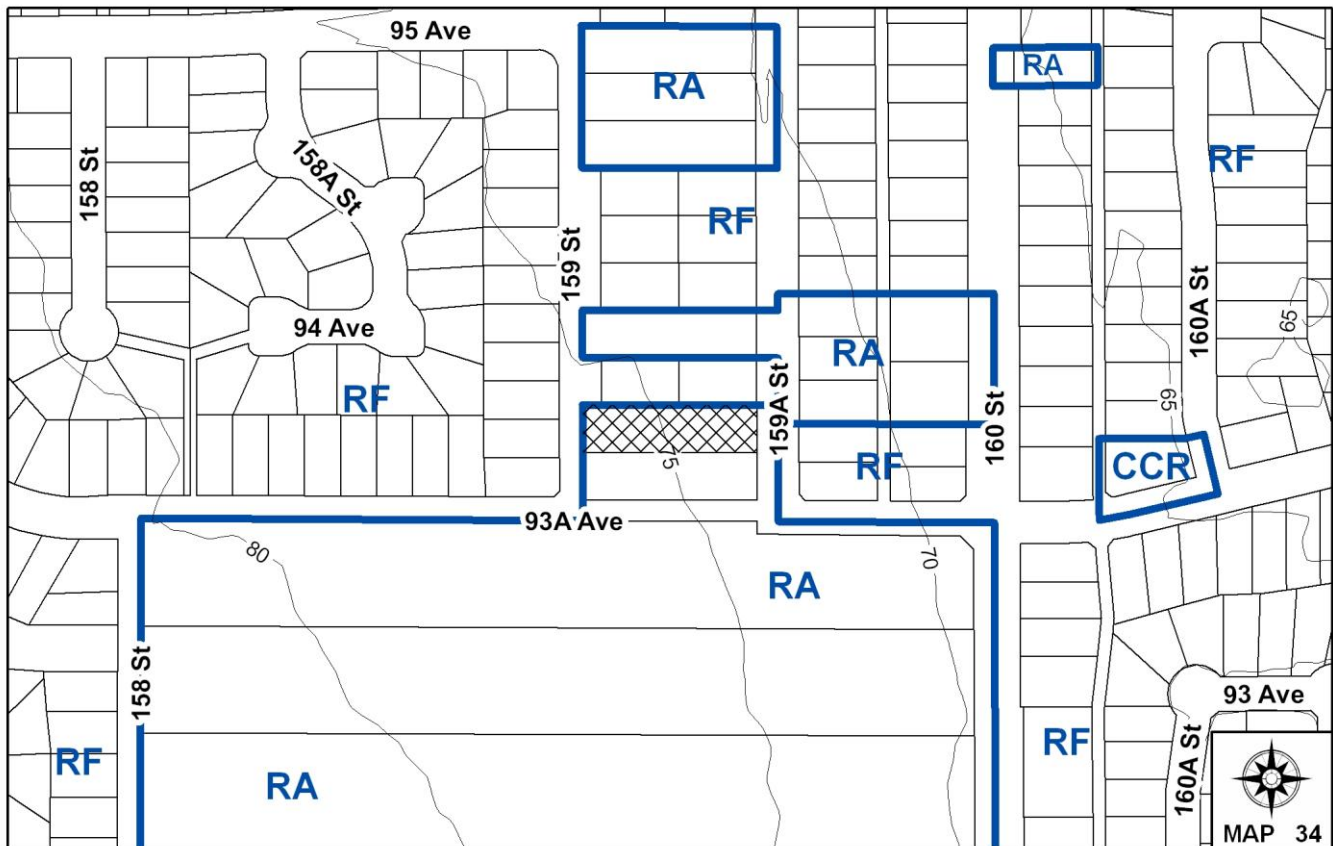 95 Ave
RA
RA
RF
158 St
158A St
RF
159 St
160A St
65
94 Ave
RA
RF
65
159A St
160 St
RF
CCR
75
93A Ave
80
70
RA
158 St
93 Ave
RF
RF
160A St
RA
MAP 34